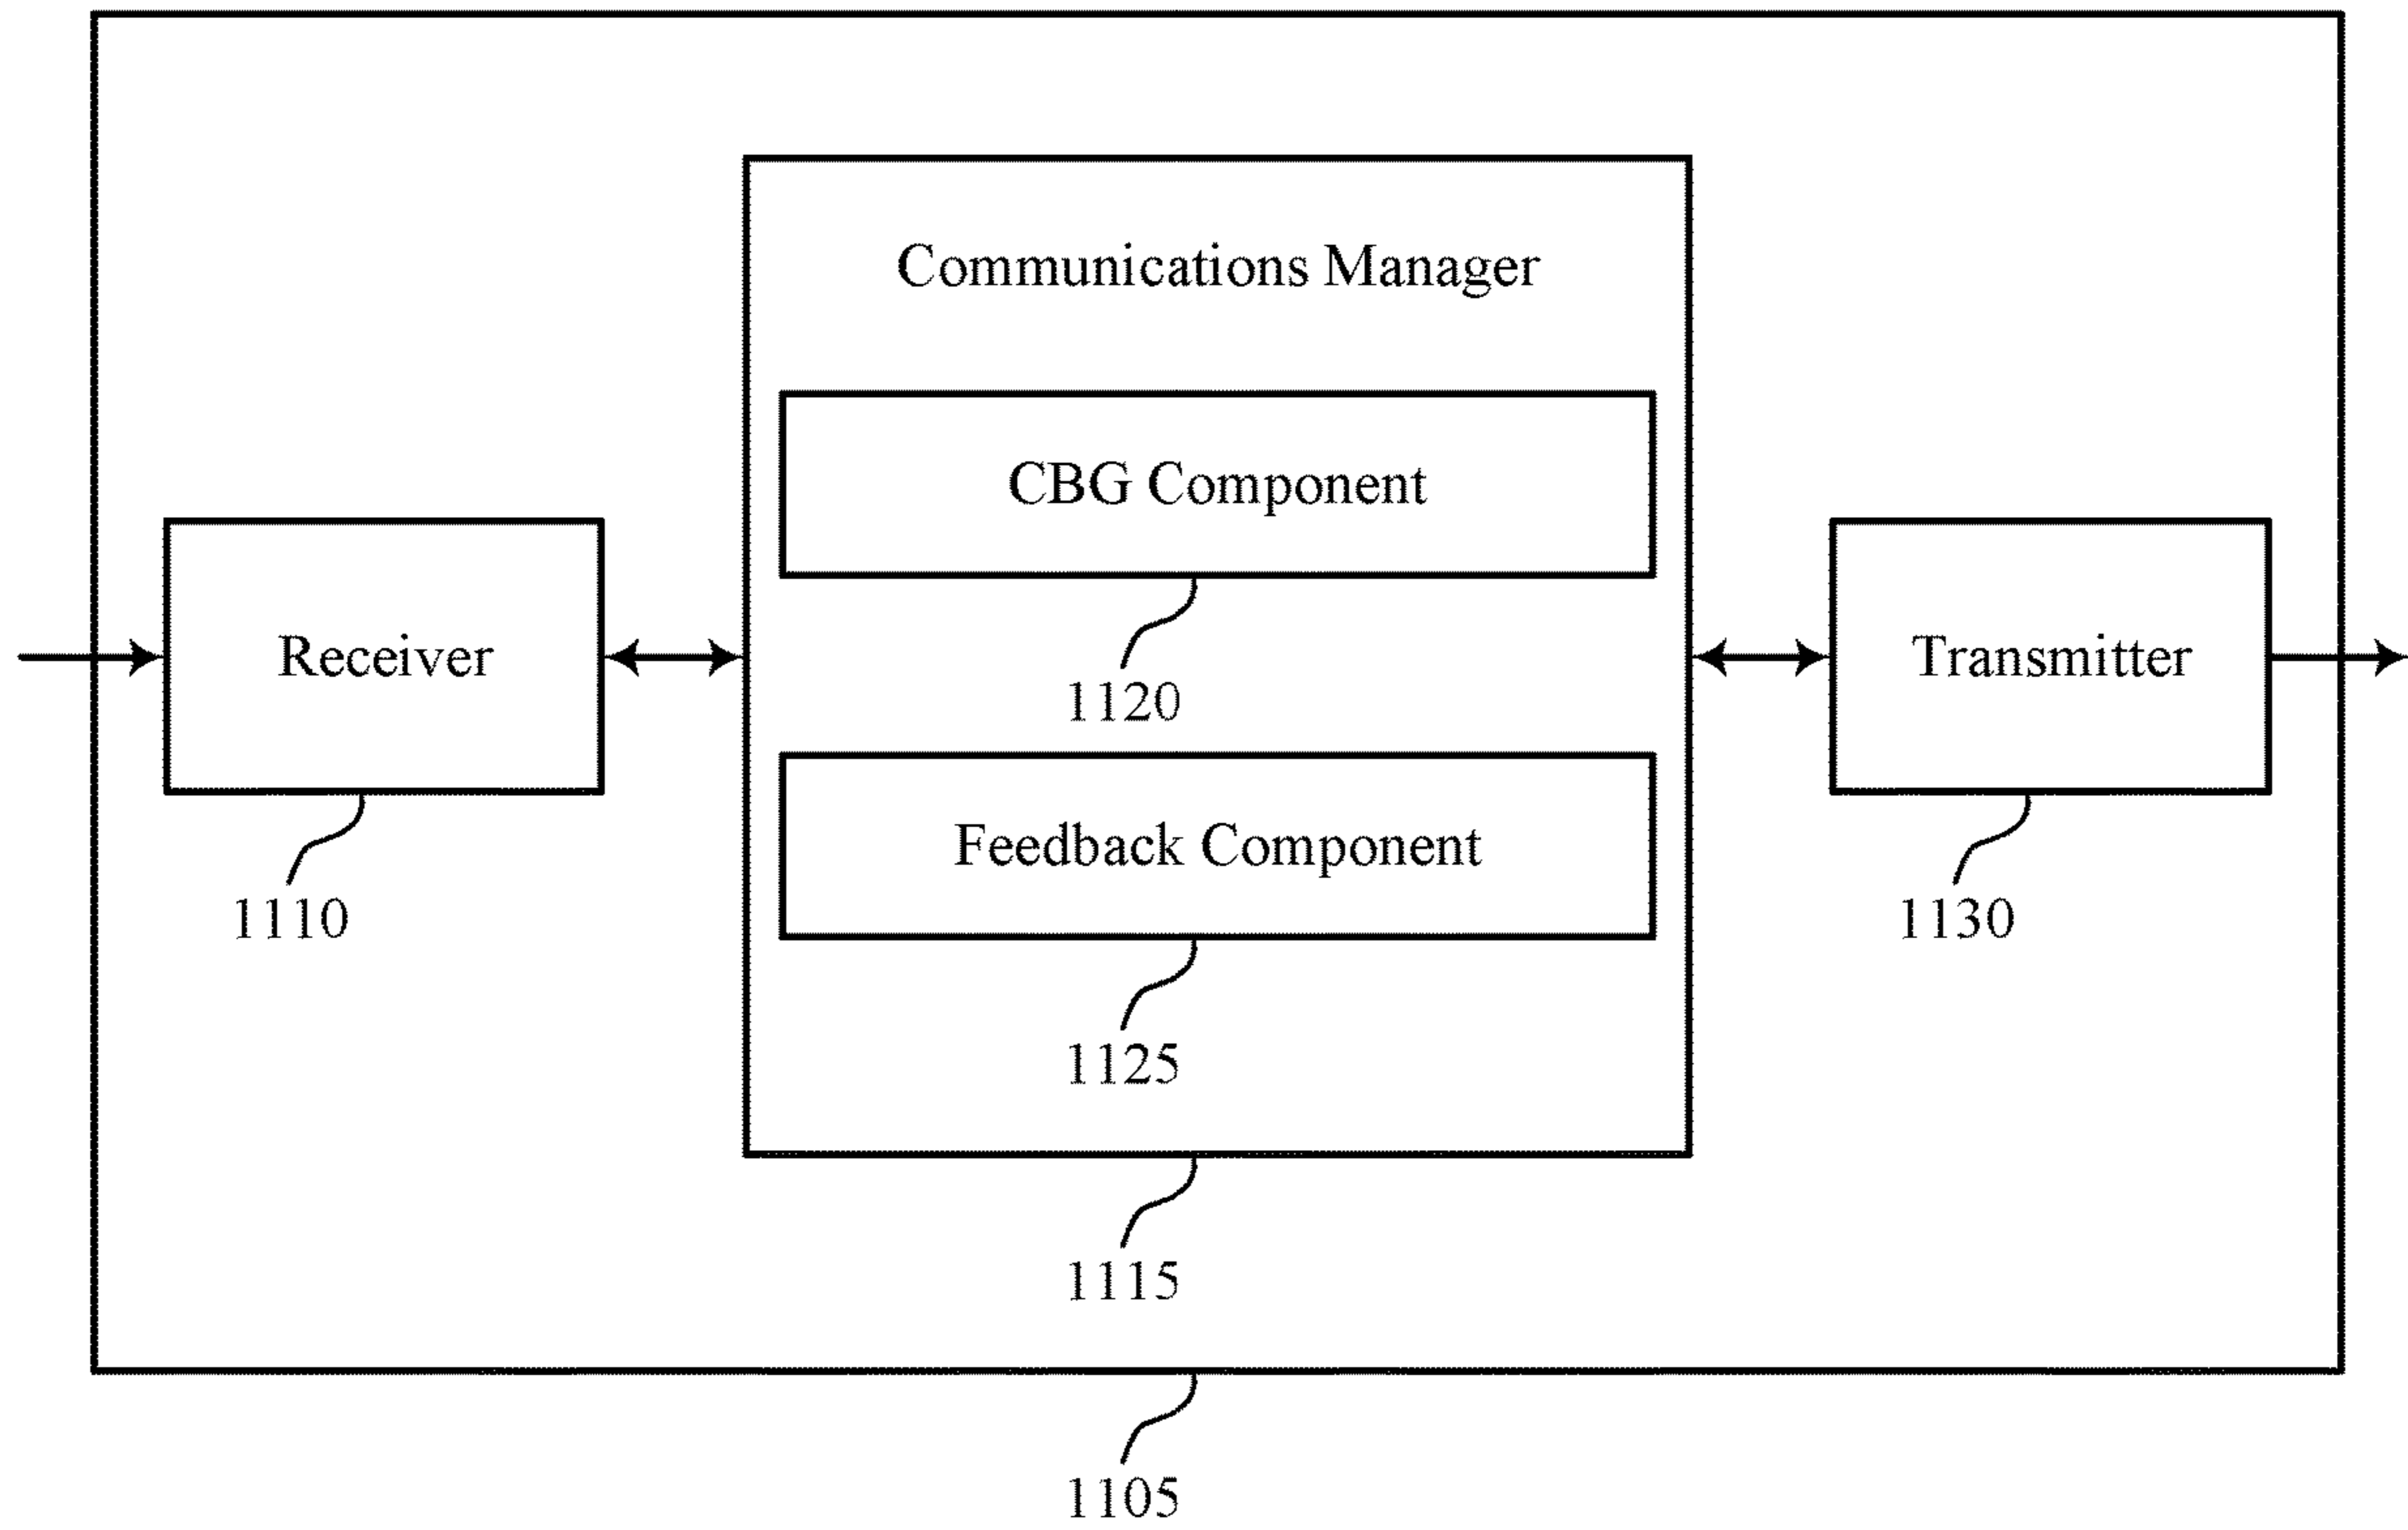 Communications Manager
CBG Component
Receiver
Transmitter
1120
Feedback Component
1110
1130
1125
1115
1105